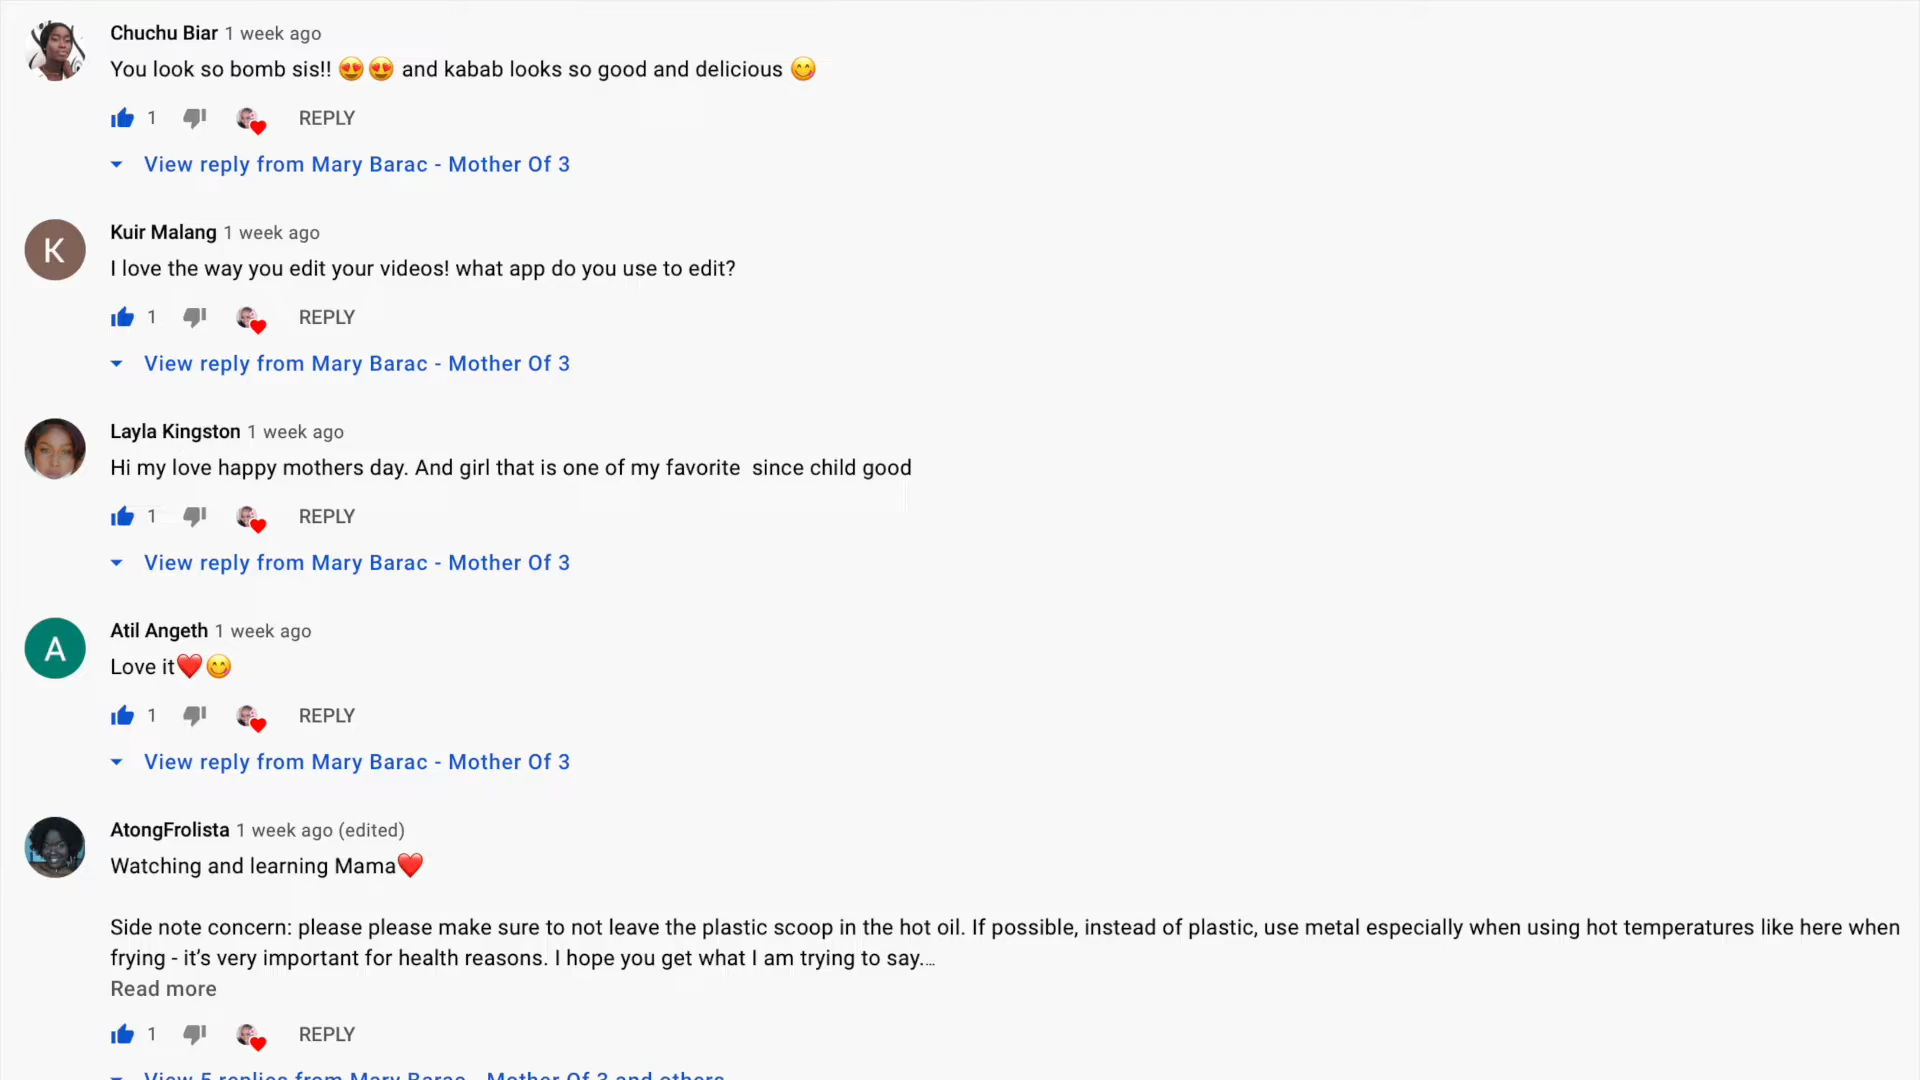 Chuchu Biar 1 week ago
You look so bomb sis!! 😍😍 and kabab looks so good and delicious 😋
1 REPLY
View reply from Mary Barac - Mother Of 3
K
Kuir Malang 1 week ago
I love the way you edit your videos! what app do you use to edit?
1 REPLY
View reply from Mary Barac - Mother Of 3
Layla Kingston 1 week ago
Hi my love happy mothers day. And girl that is one of my favorite  since child good
1 REPLY
View reply from Mary Barac - Mother Of 3
A
Atil Angeth 1 week ago
Love it❤️😋
1 REPLY
View reply from Mary Barac - Mother Of 3
AtongFrolista 1 week ago (edited)
Watching and learning Mama❤️
Side note concern: please please make sure to not leave the plastic scoop in the hot oil. If possible, instead of plastic, use metal especially when using hot temperatures like here when
frying - it’s very important for health reasons. I hope you get what I am trying to say.…
Read more
1 REPLY
View 5 replies from Mary Barac - Mother Of 3 and others